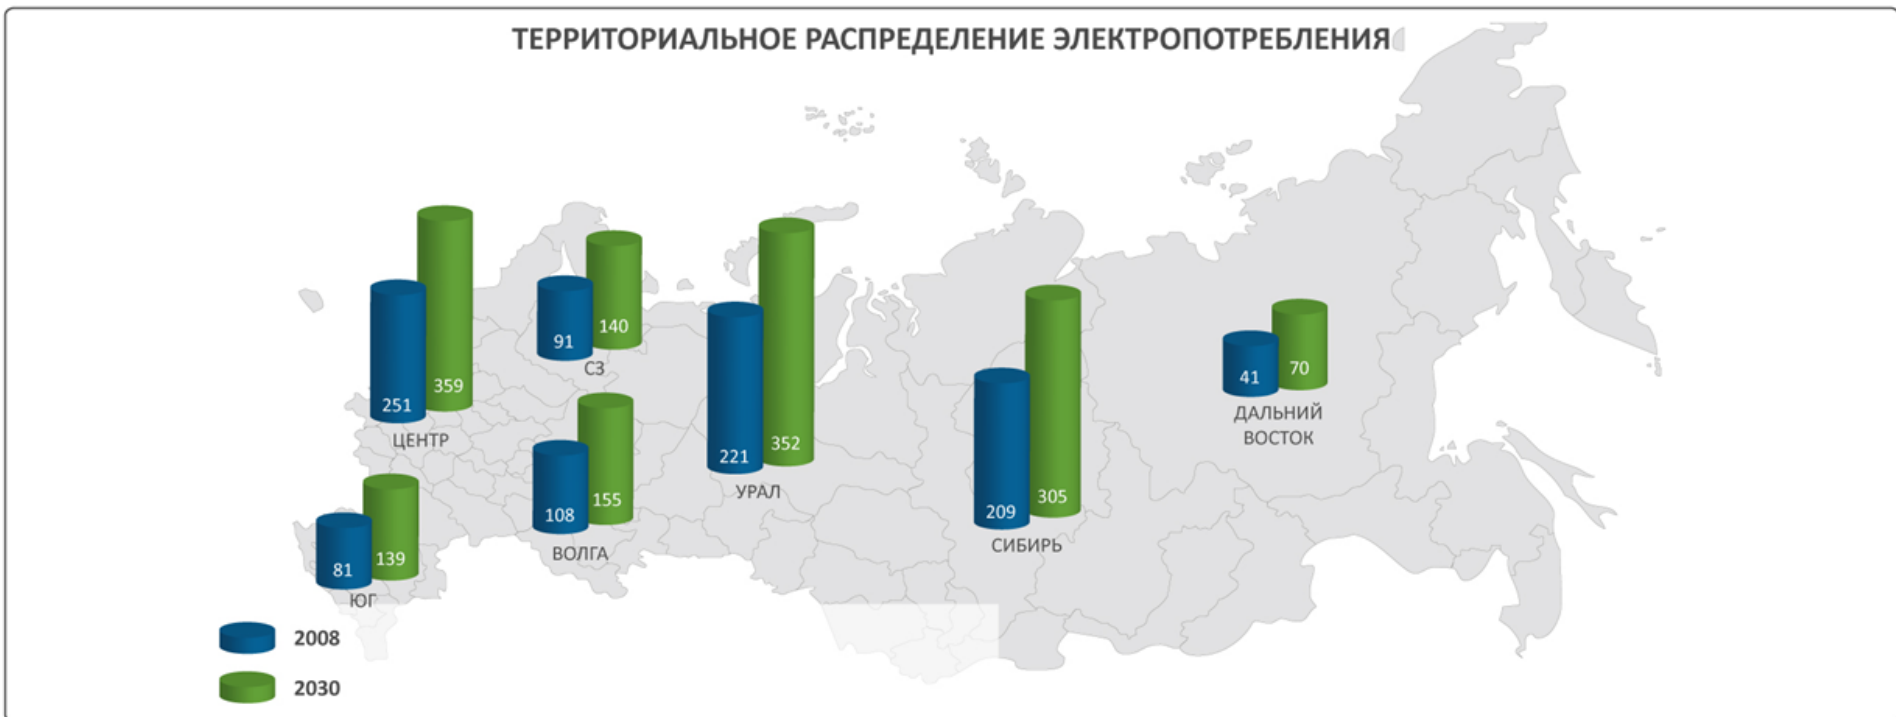 ТЕРРИТОРИАЛЬНОЕ РАСПРЕДЕЛЕНИЕ ЭЛЕКТРОПОТРЕБЛЕНИЯ
251
359
ЦЕНТР
91
140
СЗ
221
352
УРАЛ
209
305
СИБИРЬ
41
70
ДАЛЬНИЙ
ВОСТОК
108
155
ВОЛГА
81
139
ЮГ
2008
2030